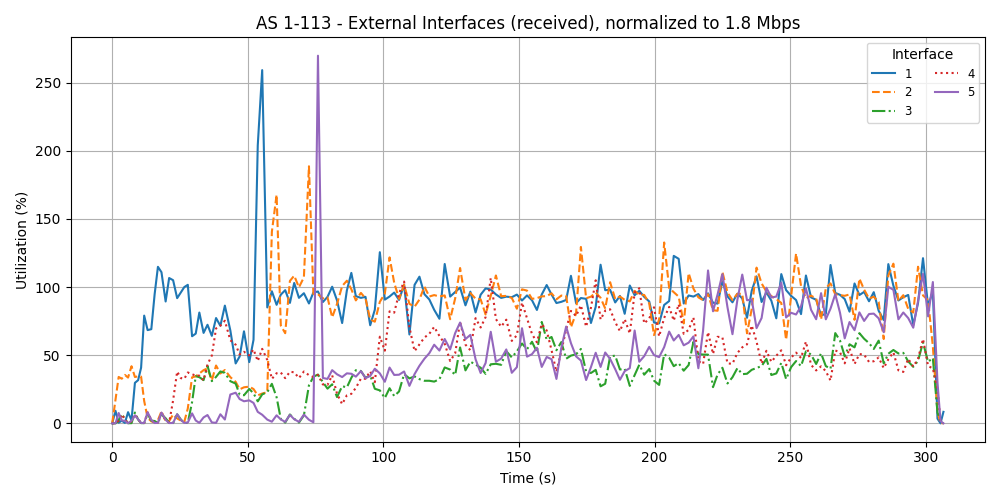 AS 1-113 - External Interfaces (received), normalized to 1.8 Mbps
Interface
1
2
3
4
5
Utilization (%)
250
200
150
100
50
0
0 50 100 150 200 250 300
Time (s)